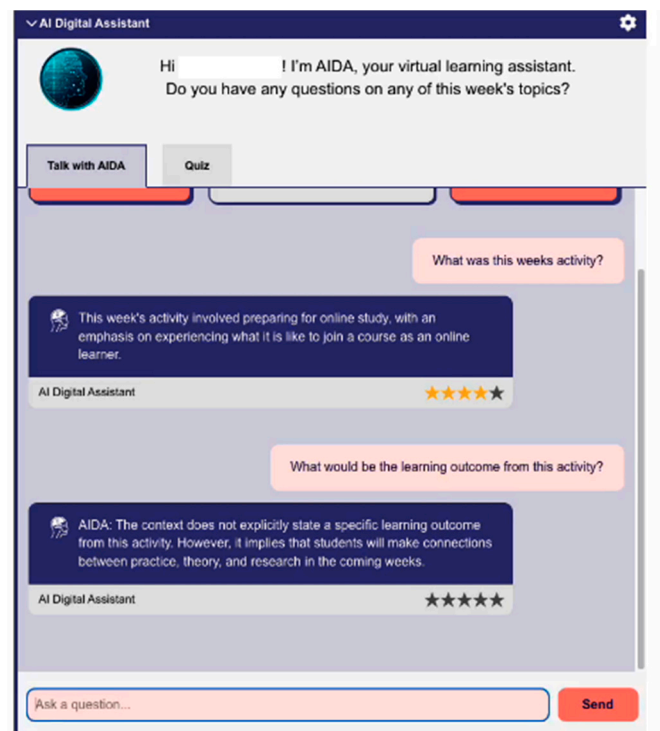 AI Digital Assistant
Hi ! I'm AIDA, your virtual learning assistant.
Do you have any questions on any of this week's topics?
Talk with AIDA
Quiz
What was this weeks activity?
This week's activity involved preparing for online study, with an
emphasis on experiencing what it is like to join a course as an online
learner.
AI Digital Assistant
What would be the learning outcome from this activity?
AIDA: The context does not explicitly state a specific learning outcome
from this activity. However, it implies that students will make connections
between practice, theory, and research in the coming weeks.
AI Digital Assistant
Ask a question...
Send